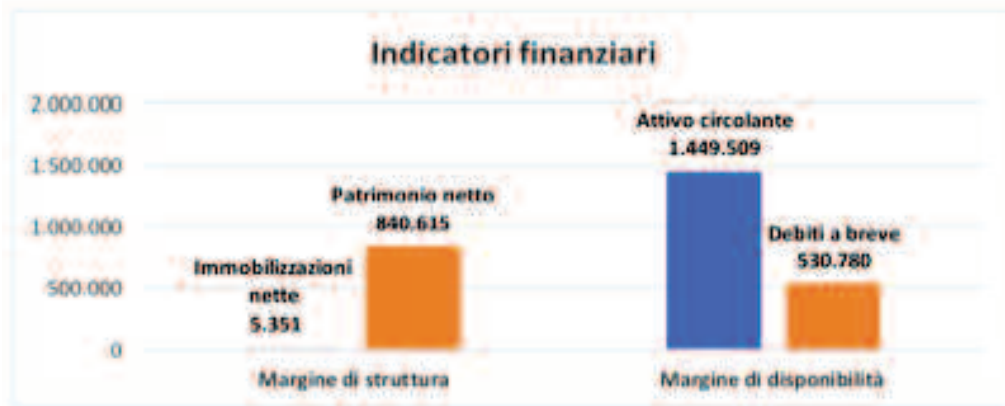 Indicatori finanziari
2.000.000
1.500.000
1.000.000
500.000
0
Immobilizzazioni
nette
5.351
Patrimonio netto
840.615
Attivo circolante
1.449.509
Debiti a breve
530.780
Margine di struttura
Margine di disponibilità